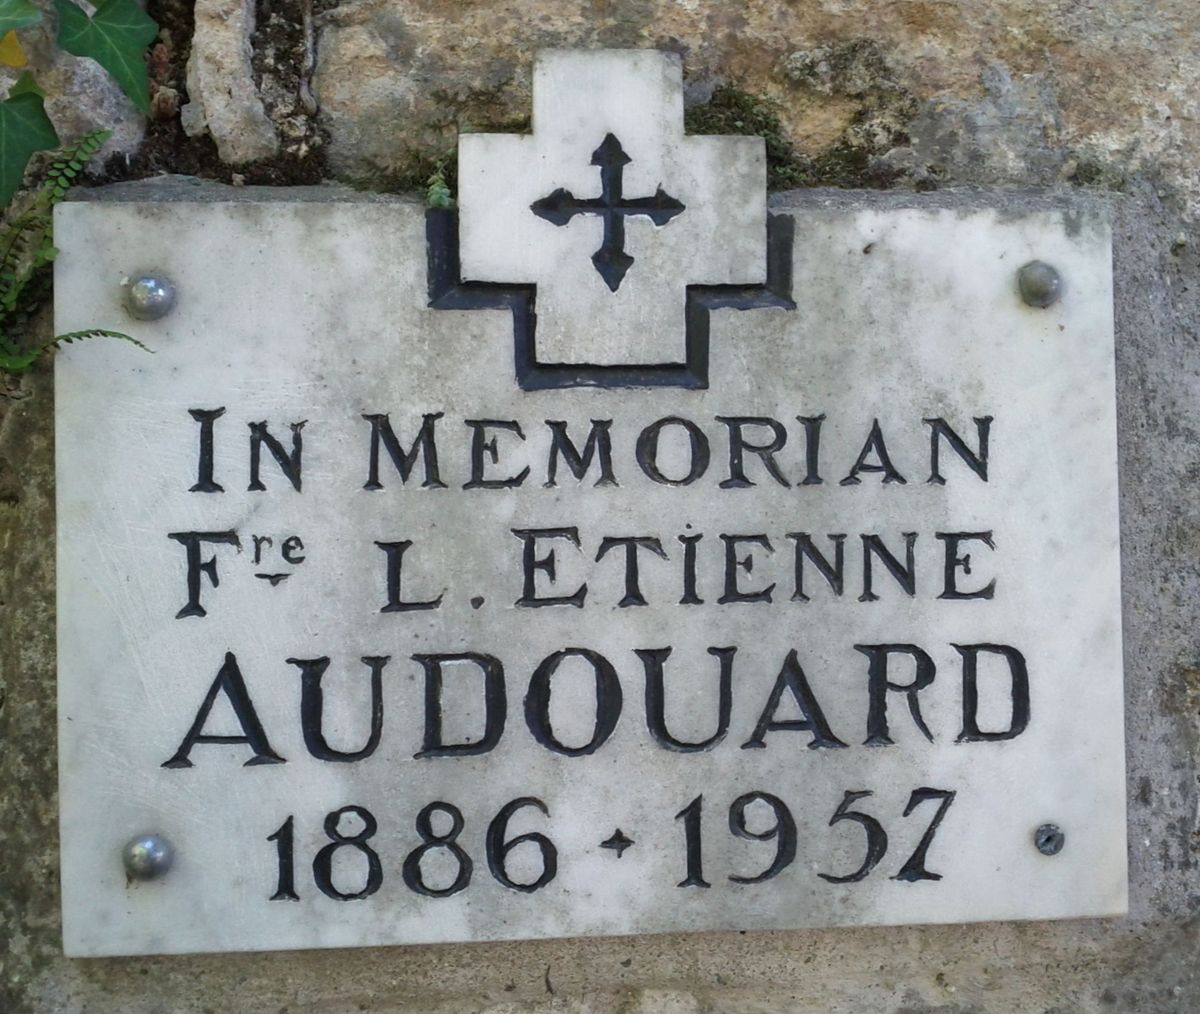 IN MEMORIAN
Fre L. ETIENNE
AUDOUARD
1886 + 1957